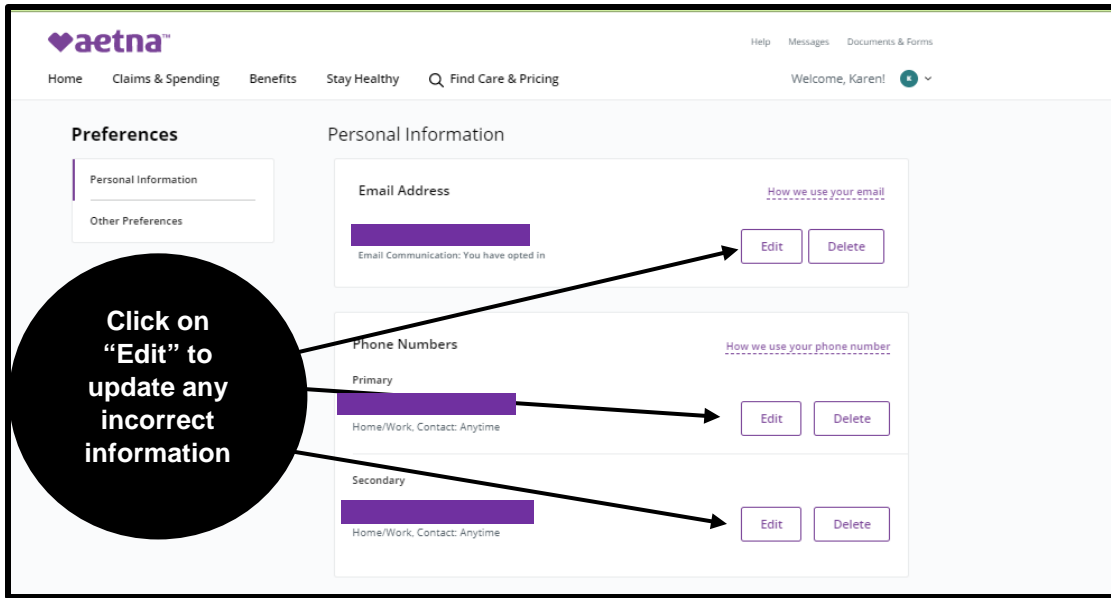 aetna™
Help Messages Documents & Forms
Home Claims & Spending Benefits Stay Healthy Find Care & Pricing Welcome, Karen! K
Preferences
Personal Information
Other Preferences
Personal Information
Email Address How we use your email
Edit Delete
Email Communication: You have opted in
Click on
“Edit” to
update any
incorrect
information
Phone Numbers How we use your phone number
Primary
Edit Delete
Home/Work, Contact: Anytime
Secondary
Edit Delete
Home/Work, Contact: Anytime